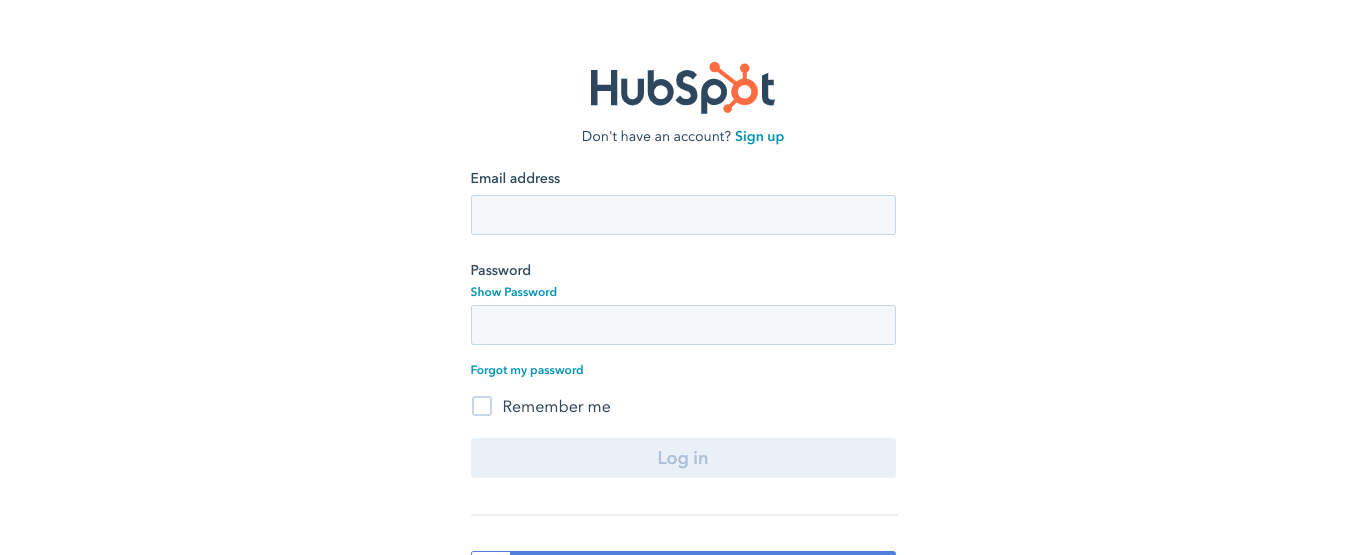 HubSpot
Don't have an account? Sign up
Email address
Password
Show Password
Forgot my password
Remember me
Log in